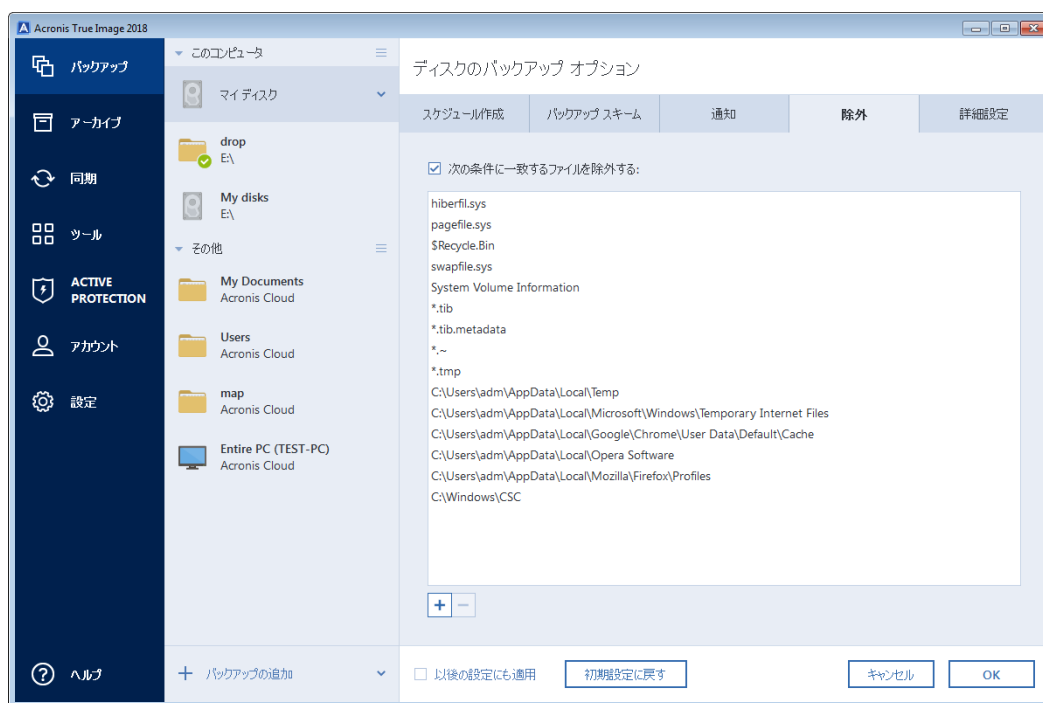 Acronis True Image 2018
バックアップ
アーカイブ
同期
ツール
ACTIVE
PROTECTION
アカウント
設定
ヘルプ
このコンピュータ
マイ ディスク
drop
E:\
My disks
E:\
その他
My Documents
Acronis Cloud
Users
Acronis Cloud
map
Acronis Cloud
Entire PC (TEST-PC)
Acronis Cloud
バックアップの追加
ディスクのバックアップ オプション
スケジュール作成
バックアップ スキーム
通知
除外
詳細設定
次の条件に一致するファイルを除外する:
hiberfil.sys
pagefile.sys
$Recycle.Bin
swapfile.sys
System Volume Information
*.tib
*.tib.metadata
*.~
*.tmp
C:\Users\adm\AppData\Local\Temp
C:\Users\adm\AppData\Local\Microsoft\Windows\Temporary Internet Files
C:\Users\adm\AppData\Local\Google\Chrome\User Data\Default\Cache
C:\Users\adm\AppData\Local\Opera Software
C:\Users\adm\AppData\Local\Mozilla\Firefox\Profiles
C:\Windows\CSC
以後の設定にも適用
初期設定に戻す
キャンセル
OK